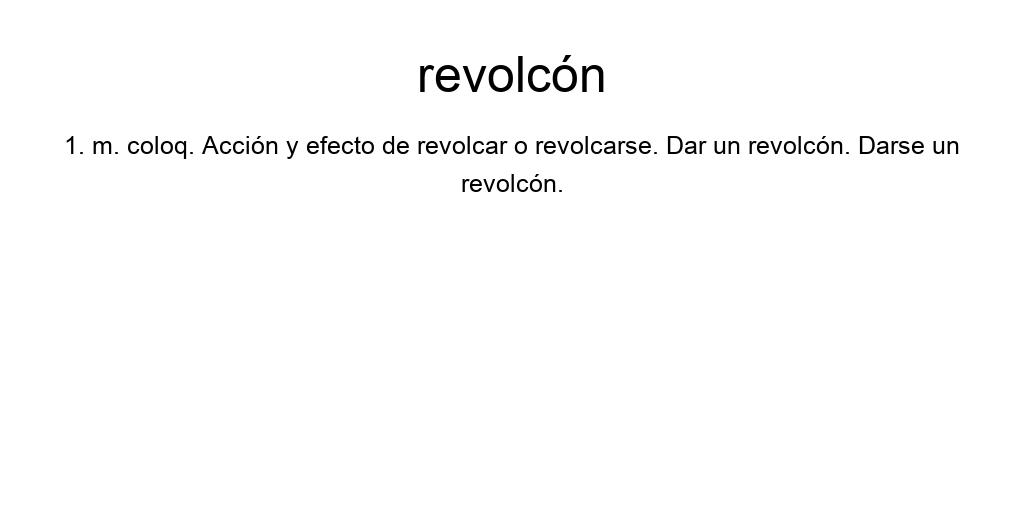 revolcón
1. m. coloq. Acción y efecto de revolcar o revolcarse. Dar un revolcón. Darse un
revolcón.